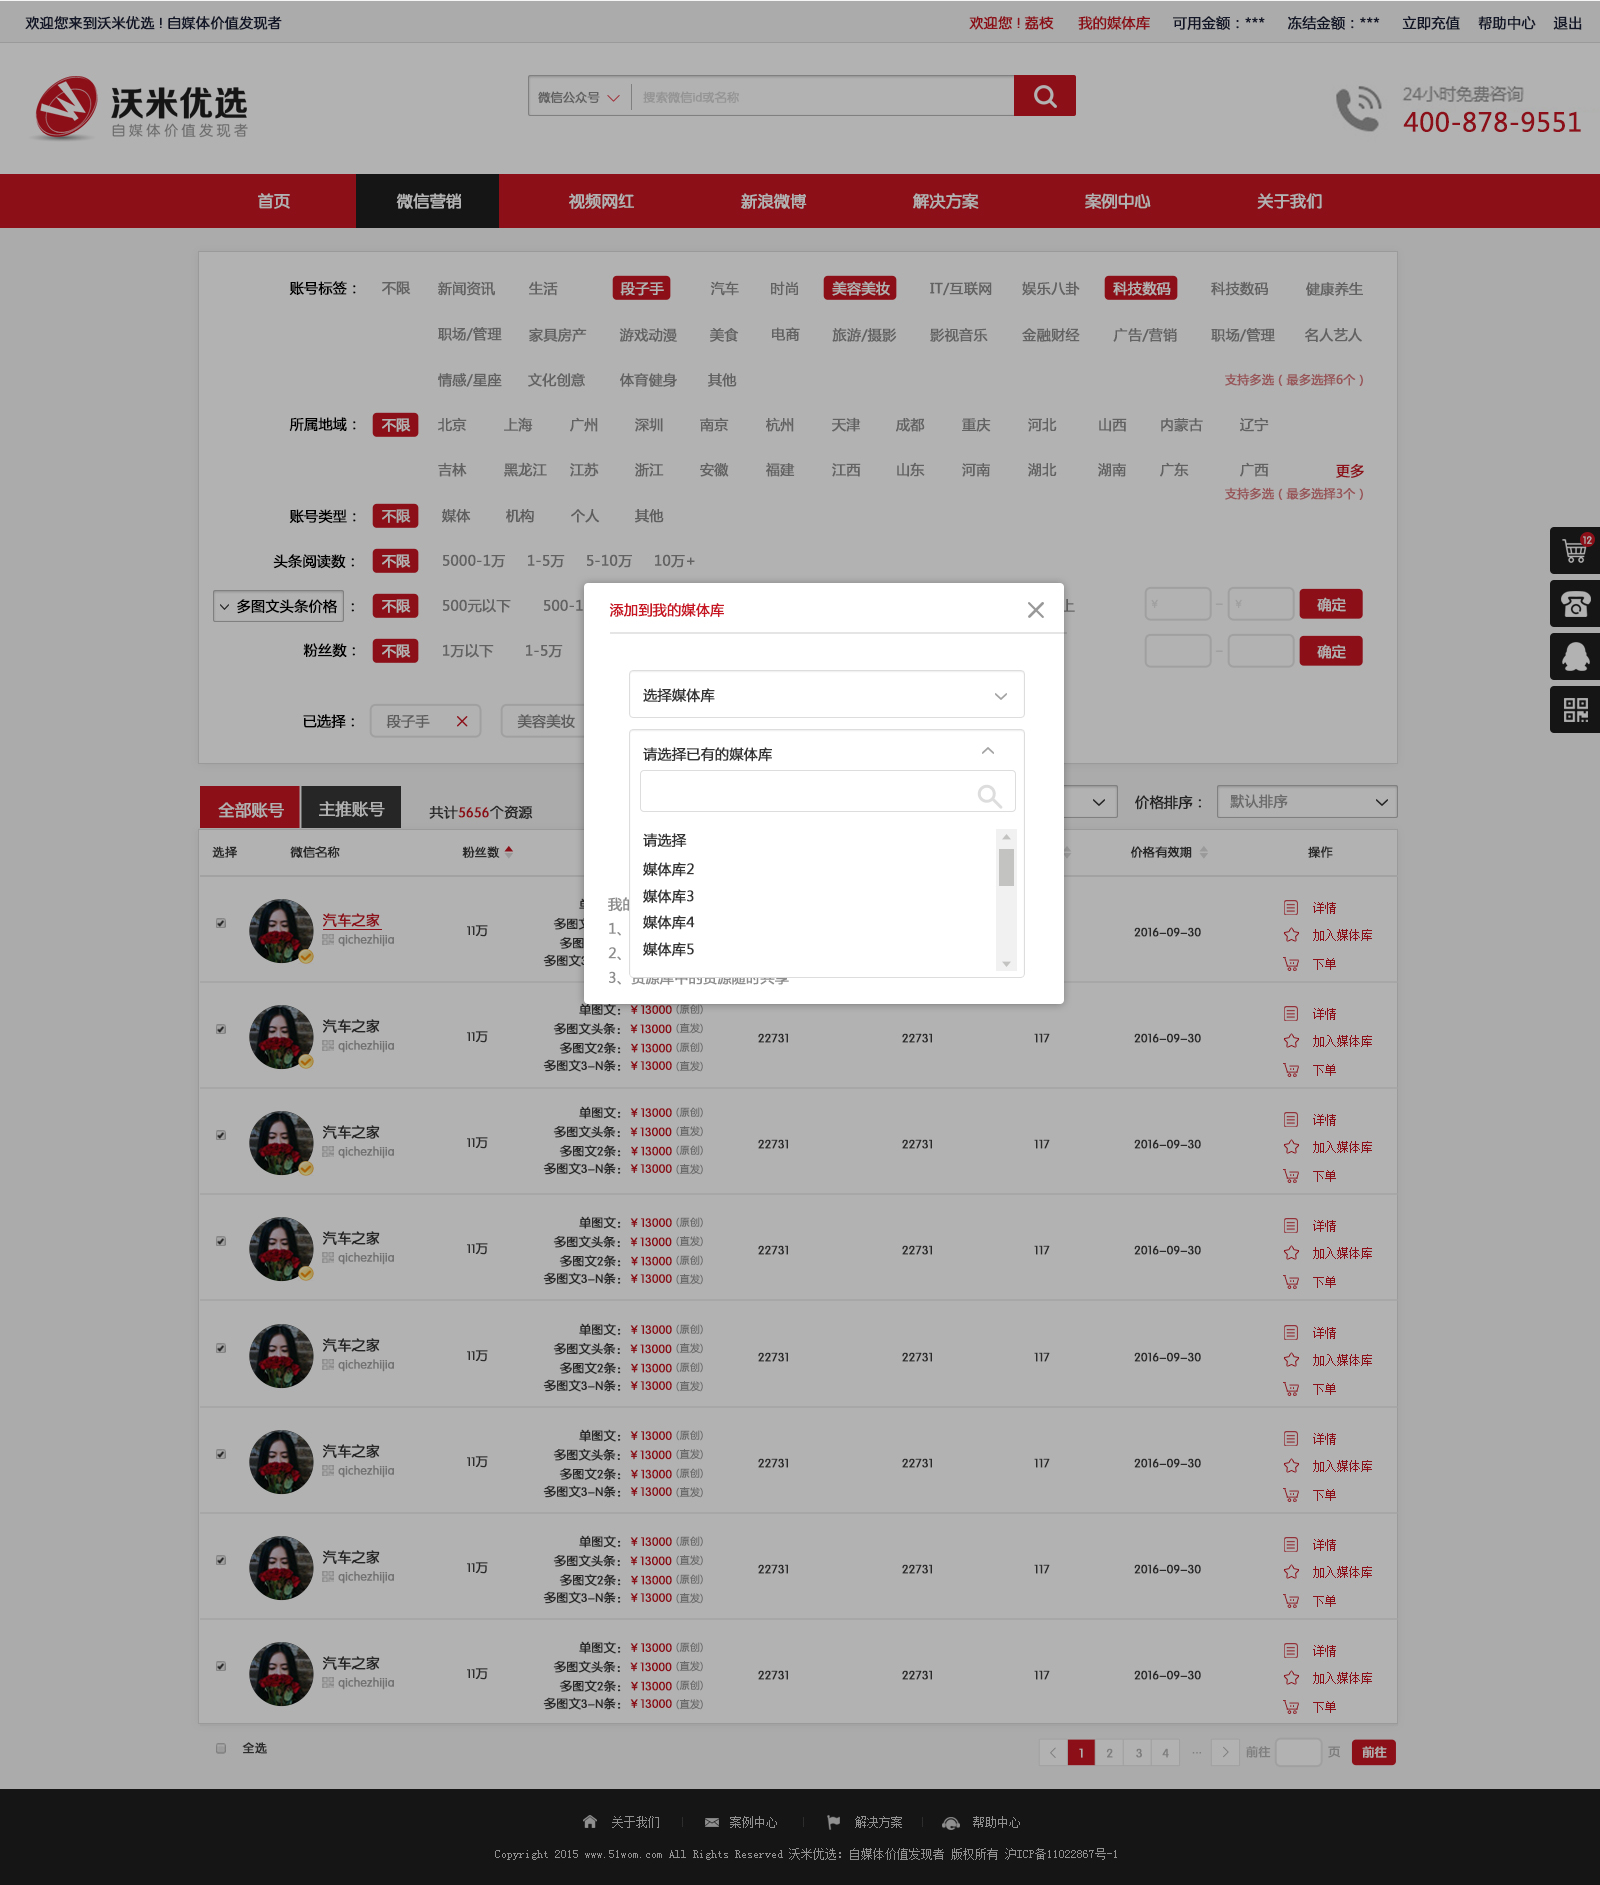 欢迎您来到沃米优选！自媒体价值发现者 欢迎您！荔枝 我的媒体库 可用金额：*** 冻结金额：*** 立即充值 帮助中心 退出
沃米优选
自媒体价值发现者
微信公众号 搜索微信id或名称
24小时免费咨询
400-878-9551
首页 微信营销 视频网红 新浪微博 解决方案 案例中心 关于我们
账号标签： 不限 新闻资讯 生活 段子手 汽车 时尚 美容美妆 IT/互联网 娱乐八卦 科技数码 科技数码 健康养生
职场/管理 家具房产 游戏动漫 美食 电商 旅游/摄影 影视音乐 金融财经 广告/营销 职场/管理 名人艺人
情感/星座 文化创意 体育健身 其他 支持多选（最多选择6个）
所属地域： 不限 北京 上海 广州 深圳 南京 杭州 天津 成都 重庆 河北 山西 内蒙古 辽宁
吉林 黑龙江 江苏 浙江 安徽 福建 江西 山东 河南 湖北 湖南 广东 广西 更多
支持多选（最多选择3个）
账号类型： 不限 媒体 机构 个人 其他
头条阅读数： 不限 5000-1万 1-5万 5-10万 10万+
多图文头条价格 ： 不限 500元以下 500-1 上 ¥ - ¥ 确定
粉丝数： 不限 1万以下 1-5万 - 确定
已选择： 段子手 美容美妆
添加到我的媒体库
选择媒体库
请选择已有的媒体库
请选择
媒体库2
媒体库3
媒体库4
媒体库5
我的
1、
2、
3、资源库中的资源随时共享
全部账号 主推账号 共计5656个资源 价格排序： 默认排序
选择 微信名称 粉丝数 价格有效期 操作
汽车之家 qichezhijia 11万 2016-09-30 详情 加入媒体库 下单
单
多图文头
多图
多图文3
汽车之家 qichezhijia 11万 22731 22731 117 2016-09-30 详情 加入媒体库 下单
单图文： ¥ 13000 (原创)
多图文头条： ¥ 13000 (直发)
多图文2条： ¥ 13000 (原创)
多图文3-N条： ¥ 13000 (直发)
汽车之家 qichezhijia 11万 22731 22731 117 2016-09-30 详情 加入媒体库 下单
单图文： ¥ 13000 (原创)
多图文头条： ¥ 13000 (直发)
多图文2条： ¥ 13000 (原创)
多图文3-N条： ¥ 13000 (直发)
汽车之家 qichezhijia 11万 22731 22731 117 2016-09-30 详情 加入媒体库 下单
单图文： ¥ 13000 (原创)
多图文头条： ¥ 13000 (直发)
多图文2条： ¥ 13000 (原创)
多图文3-N条： ¥ 13000 (直发)
汽车之家 qichezhijia 11万 22731 22731 117 2016-09-30 详情 加入媒体库 下单
单图文： ¥ 13000 (原创)
多图文头条： ¥ 13000 (直发)
多图文2条： ¥ 13000 (原创)
多图文3-N条： ¥ 13000 (直发)
汽车之家 qichezhijia 11万 22731 22731 117 2016-09-30 详情 加入媒体库 下单
单图文： ¥ 13000 (原创)
多图文头条： ¥ 13000 (直发)
多图文2条： ¥ 13000 (原创)
多图文3-N条： ¥ 13000 (直发)
汽车之家 qichezhijia 11万 22731 22731 117 2016-09-30 详情 加入媒体库 下单
单图文： ¥ 13000 (原创)
多图文头条： ¥ 13000 (直发)
多图文2条： ¥ 13000 (原创)
多图文3-N条： ¥ 13000 (直发)
汽车之家 qichezhijia 11万 22731 22731 117 2016-09-30 详情 加入媒体库 下单
单图文： ¥ 13000 (原创)
多图文头条： ¥ 13000 (直发)
多图文2条： ¥ 13000 (原创)
多图文3-N条： ¥ 13000 (直发)
全选 1 2 3 4 ··· 前往 页 前往
12
关于我们 案例中心 解决方案 帮助中心
Copyright 2015 www.51wom.com All Rights Reserved 沃米优选：自媒体价值发现者 版权所有 沪ICP备11022867号-1